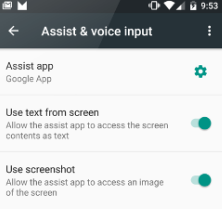 9:53
Assist & voice input
Assist app
Google App
Use text from screen
Allow the assist app to access the screen
contents as text
Use screenshot
Allow the assist app to access an image
of the screen